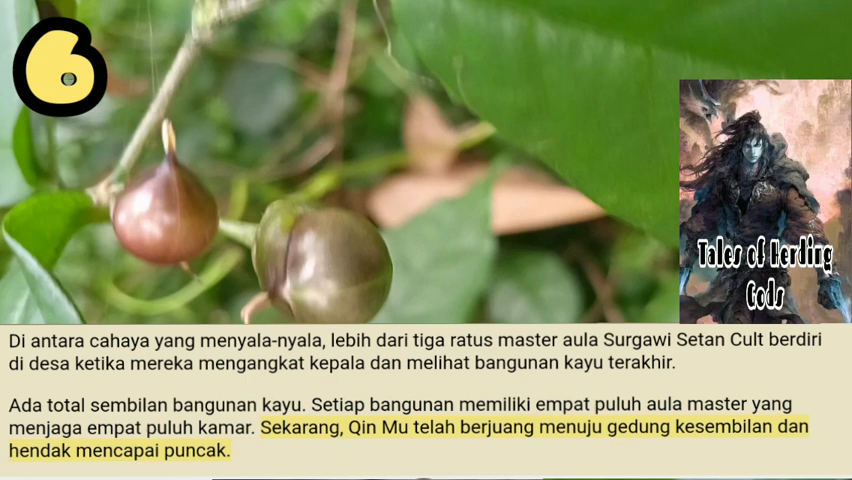 6
Tales of Herding
Gods
Di antara cahaya yang menyala-nyala, lebih dari tiga ratus master aula Surgawi Setan Cult berdiri
di desa ketika mereka mengangkat kepala dan melihat bangunan kayu terakhir.
Ada total sembilan bangunan kayu. Setiap bangunan memiliki empat puluh aula master yang
menjaga empat puluh kamar. Sekarang, Qin Mu telah berjuang menuju gedung kesembilan dan
hendak mencapai puncak.